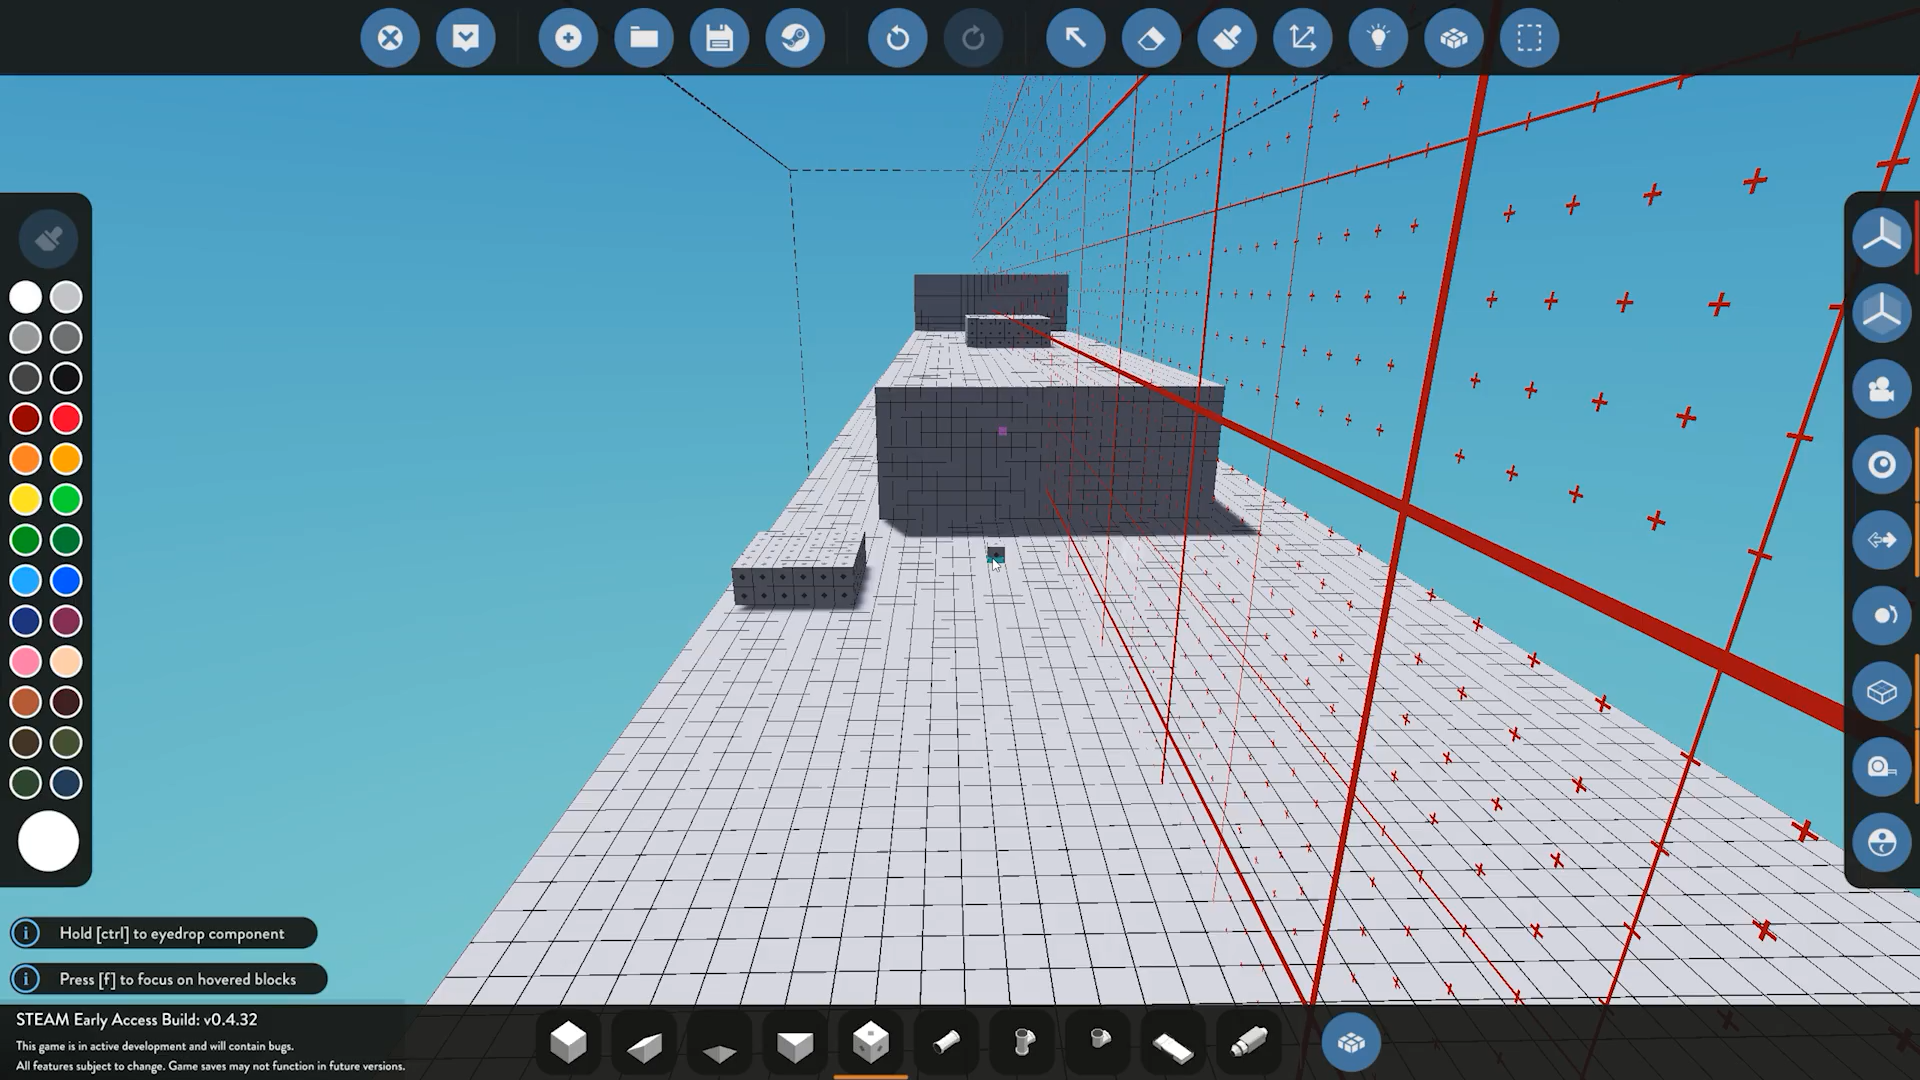 Hold [ctrl] to eyedrop component
Press [f] to focus on hovered blocks
STEAM Early Access Build: v0.4.32
This game is in active development and will contain bugs.
All features subject to change. Game saves may not function in future versions.